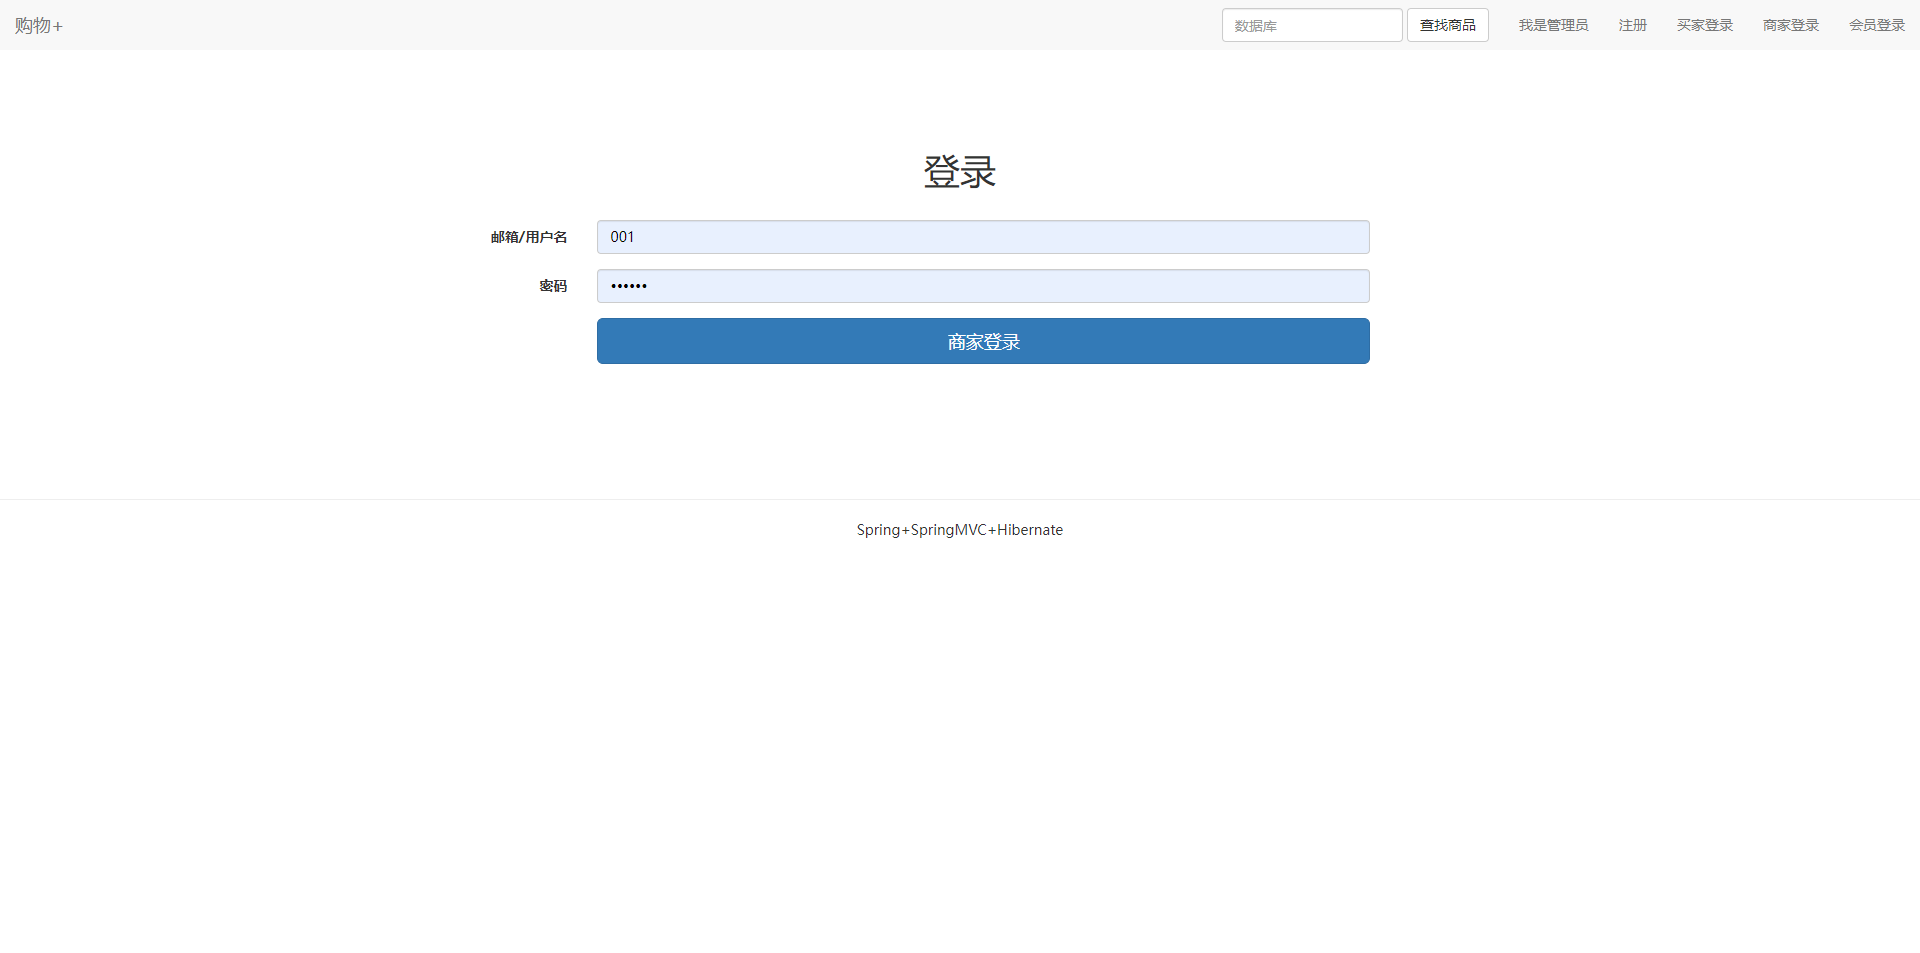 购物+ 数据库 查找商品 我是管理员 注册 买家登录 商家登录 会员登录
登录
邮箱/用户名 001
密码 ••••••
商家登录
Spring+SpringMVC+Hibernate